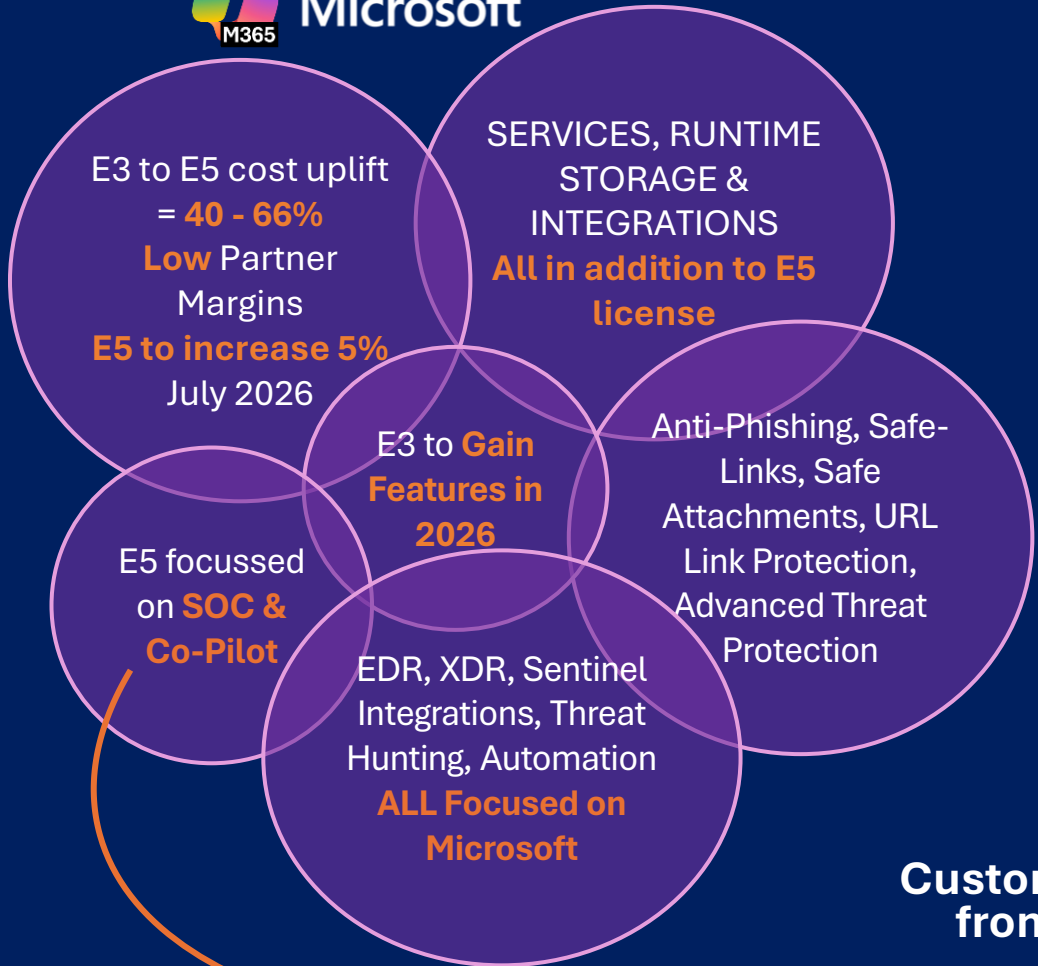 Microsoft
M365
E3 to E5 cost uplift
= 40 - 66%
Low Partner
Margins
E5 to increase 5%
July 2026
SERVICES, RUNTIME
STORAGE &
INTEGRATIONS
All in addition to E5
license
E3 to Gain
Features in
2026
Anti-Phishing, Safe-
Links, Safe
Attachments, URL
Link Protection,
Advanced Threat
Protection
E5 focussed
on SOC &
Co-Pilot
EDR, XDR, Sentinel
Integrations, Threat
Hunting, Automation
ALL Focused on
Microsoft